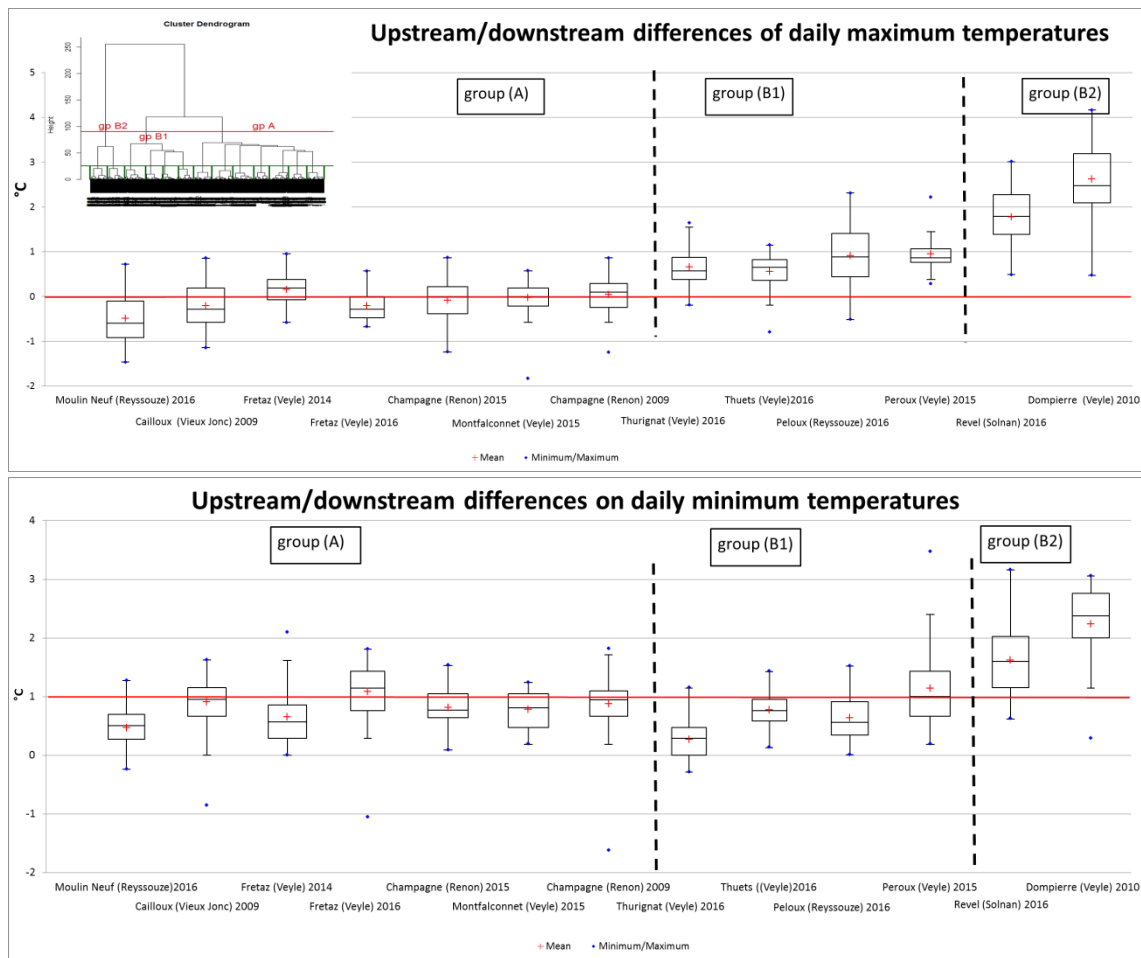 Cluster Dendrogram
Upstream/downstream differences of daily maximum temperatures
Height
0
50
100
150
200
250
gp B2
gp B1
gp A
group (A)
group (B1)
group (B2)
°C
5
4
3
2
1
0
-1
-2
Moulin Neuf (Reyssouze) 2016
Fretaz (Veyle) 2014
Champagne (Renon) 2015
Champagne (Renon) 2009
Thuets (Veyle)2016
Peroux (Veyle) 2015
Dompierre (Veyle) 2010
Cailloux (Vieux Jonc) 2009
Fretaz (Veyle) 2016
Montfalconnet (Veyle) 2015
Thurignat (Veyle) 2016
Peloux (Reyssouze) 2016
Revel (Solnan) 2016
+ Mean
• Minimum/Maximum
Upstream/downstream differences on daily minimum temperatures
group (A)
group (B1)
group (B2)
°C
4
3
2
1
0
-1
-2
Moulin Neuf (Reyssouze)2016
Fretaz (Veyle) 2014
Champagne (Renon) 2015
Champagne (Renon) 2009
Thuets ((Veyle)2016
Peroux (Veyle) 2015
Dompierre (Veyle) 2010
Cailloux (Vieux Jonc) 2009
Fretaz (Veyle) 2016
Montfalconnet (Veyle) 2015
Thurignat (Veyle) 2016
Peloux (Reyssouze) 2016
Revel (Solnan) 2016
+ Mean
• Minimum/Maximum